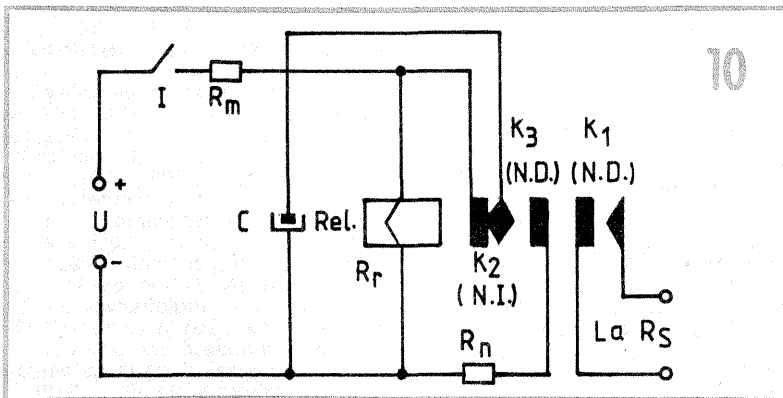 10
I
Rm
K3
(N.D.)
K1
(N.D.)
+
U
-
C
Rel.
Rr
K2
(N.I.)
Rn
La RS